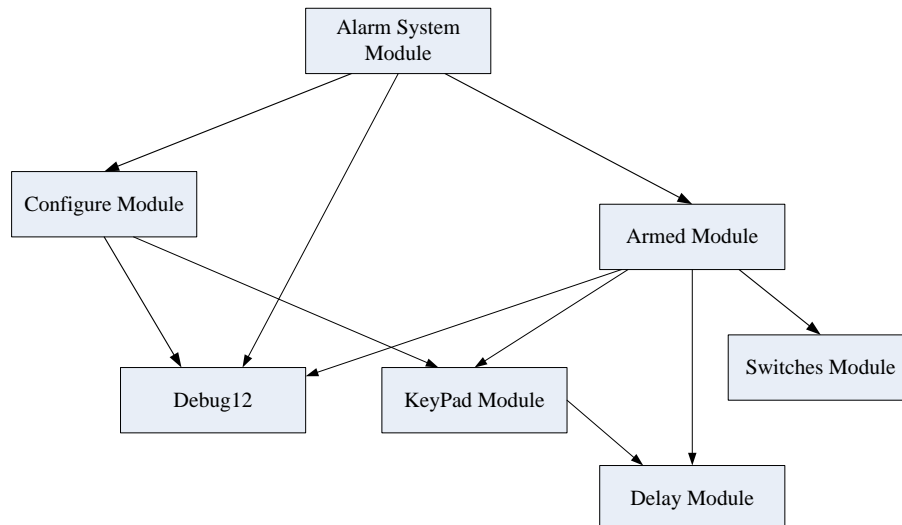 Alarm System
Module
Configure Module
Armed Module
Switches Module
Debug12
KeyPad Module
Delay Module